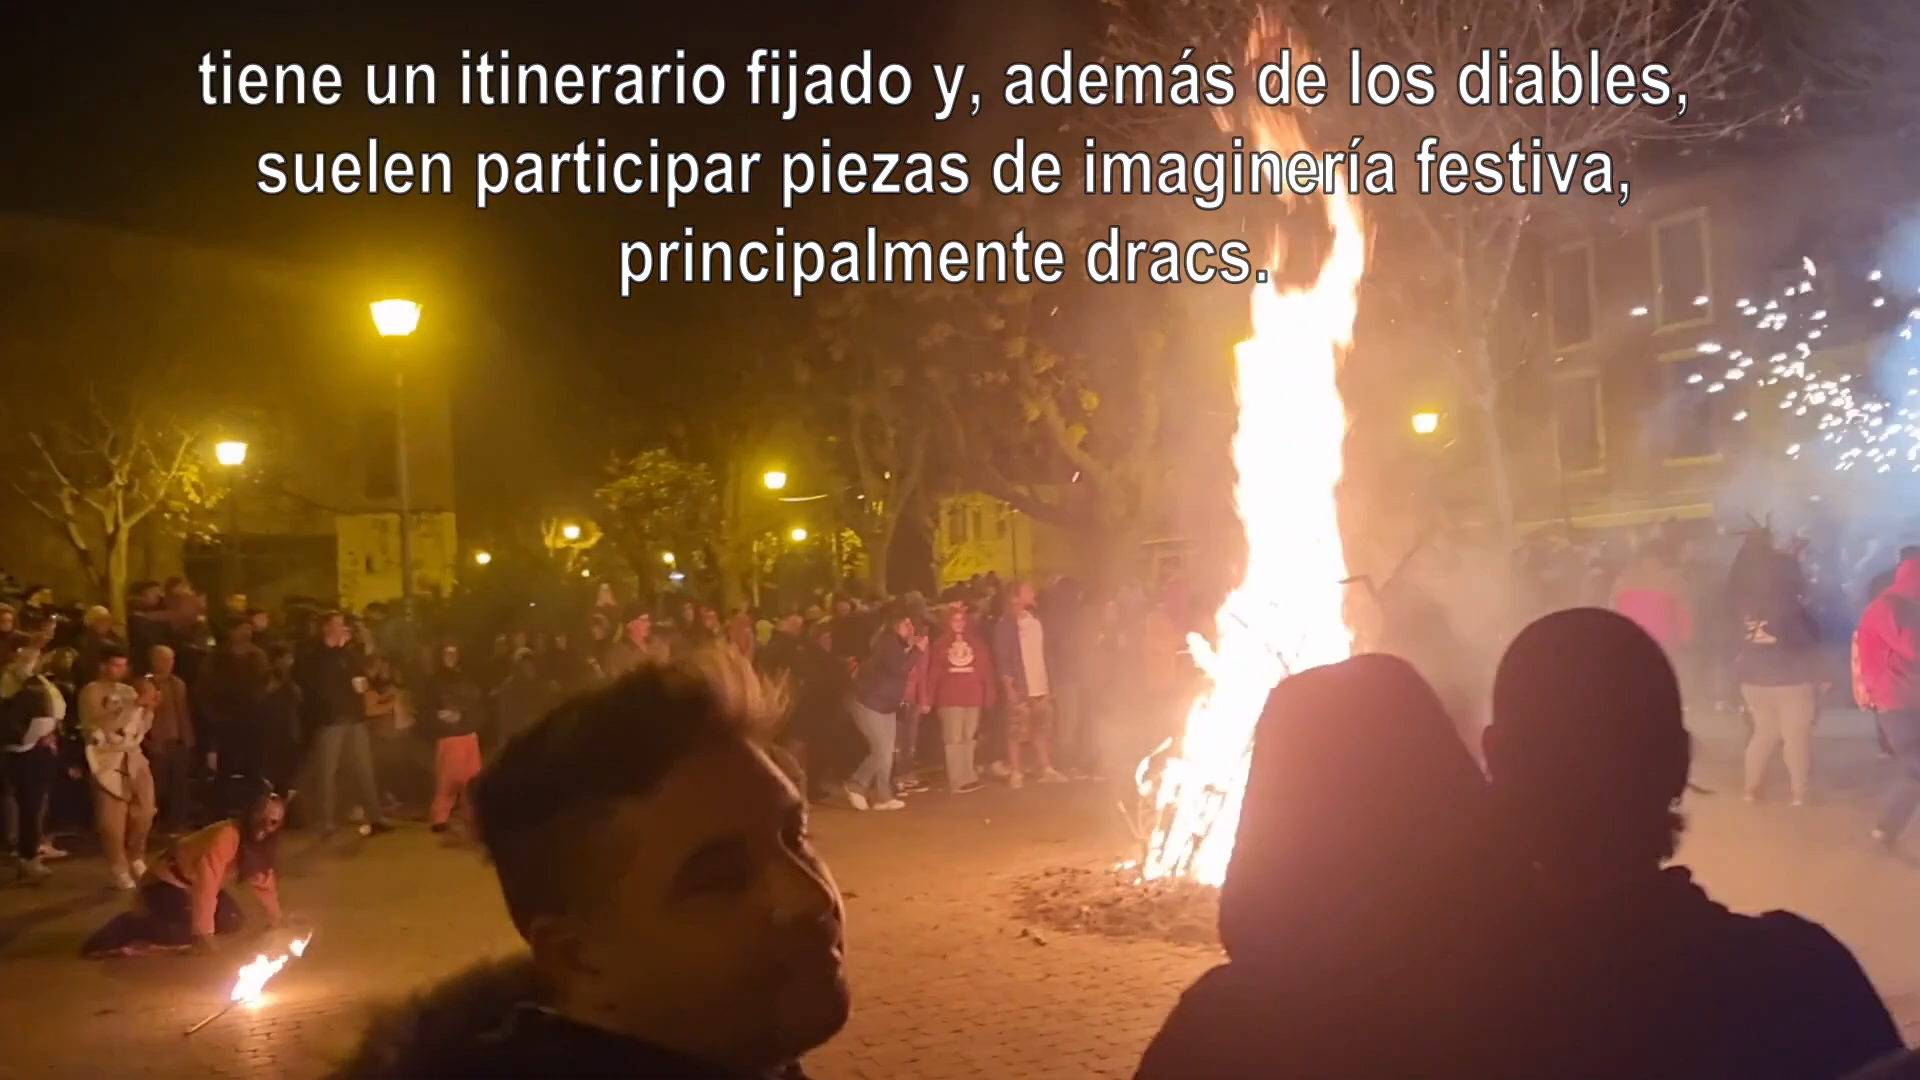 tiene un itinerario fijado y, además de los diables,
suelen participar piezas de imaginería festiva,
principalmente dracs.